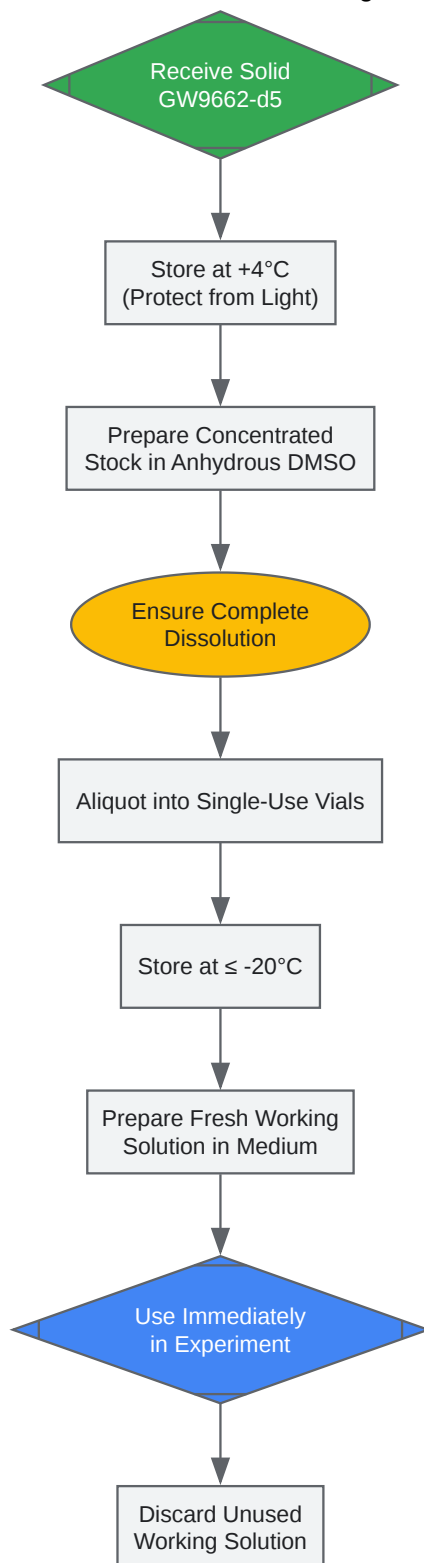 Receive Solid
GW9662-d5
Store at +4°C
(Protect from Light)
Prepare Concentrated
Stock in Anhydrous DMSO
Ensure Complete
Dissolution
Aliquot into Single-Use Vials
Store at ≤ -20°C
Prepare Fresh Working
Solution in Medium
Use Immediately
in Experiment
Discard Unused
Working Solution